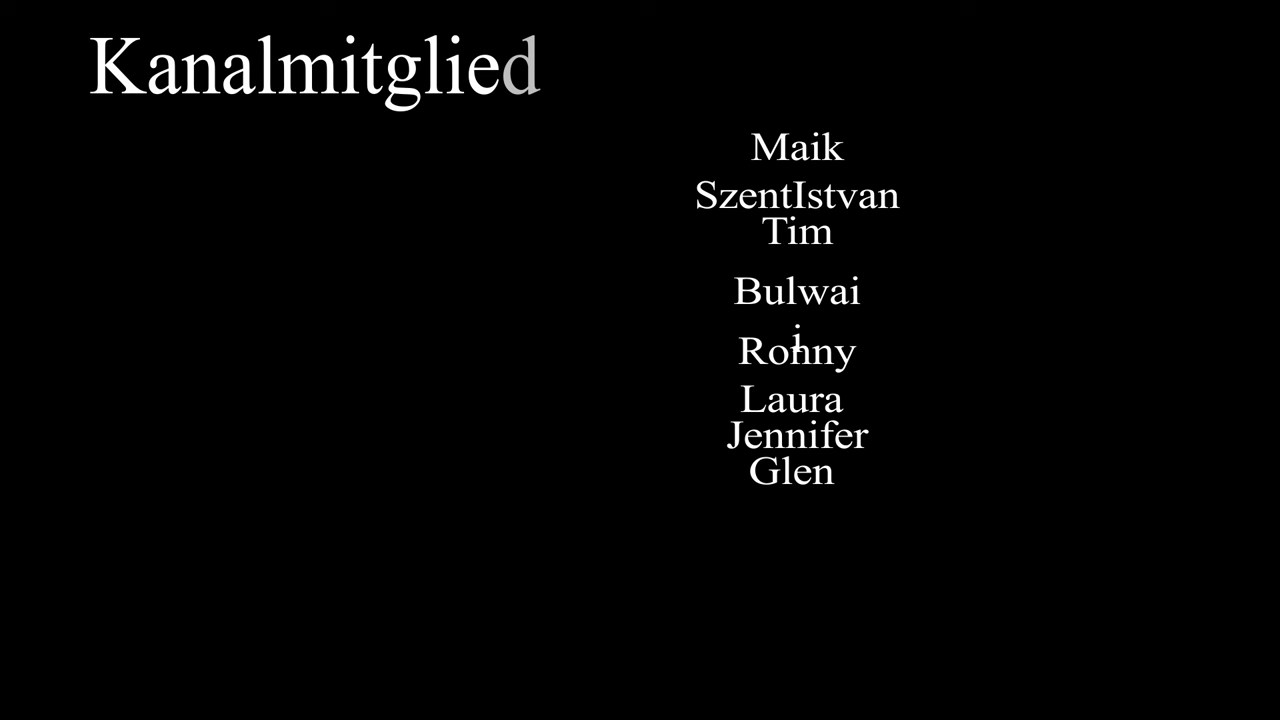 Kanalmitglied
Maik
SzentIstvan
Tim
Bulwai
i
Ronny
Laura
Jennifer
Glen